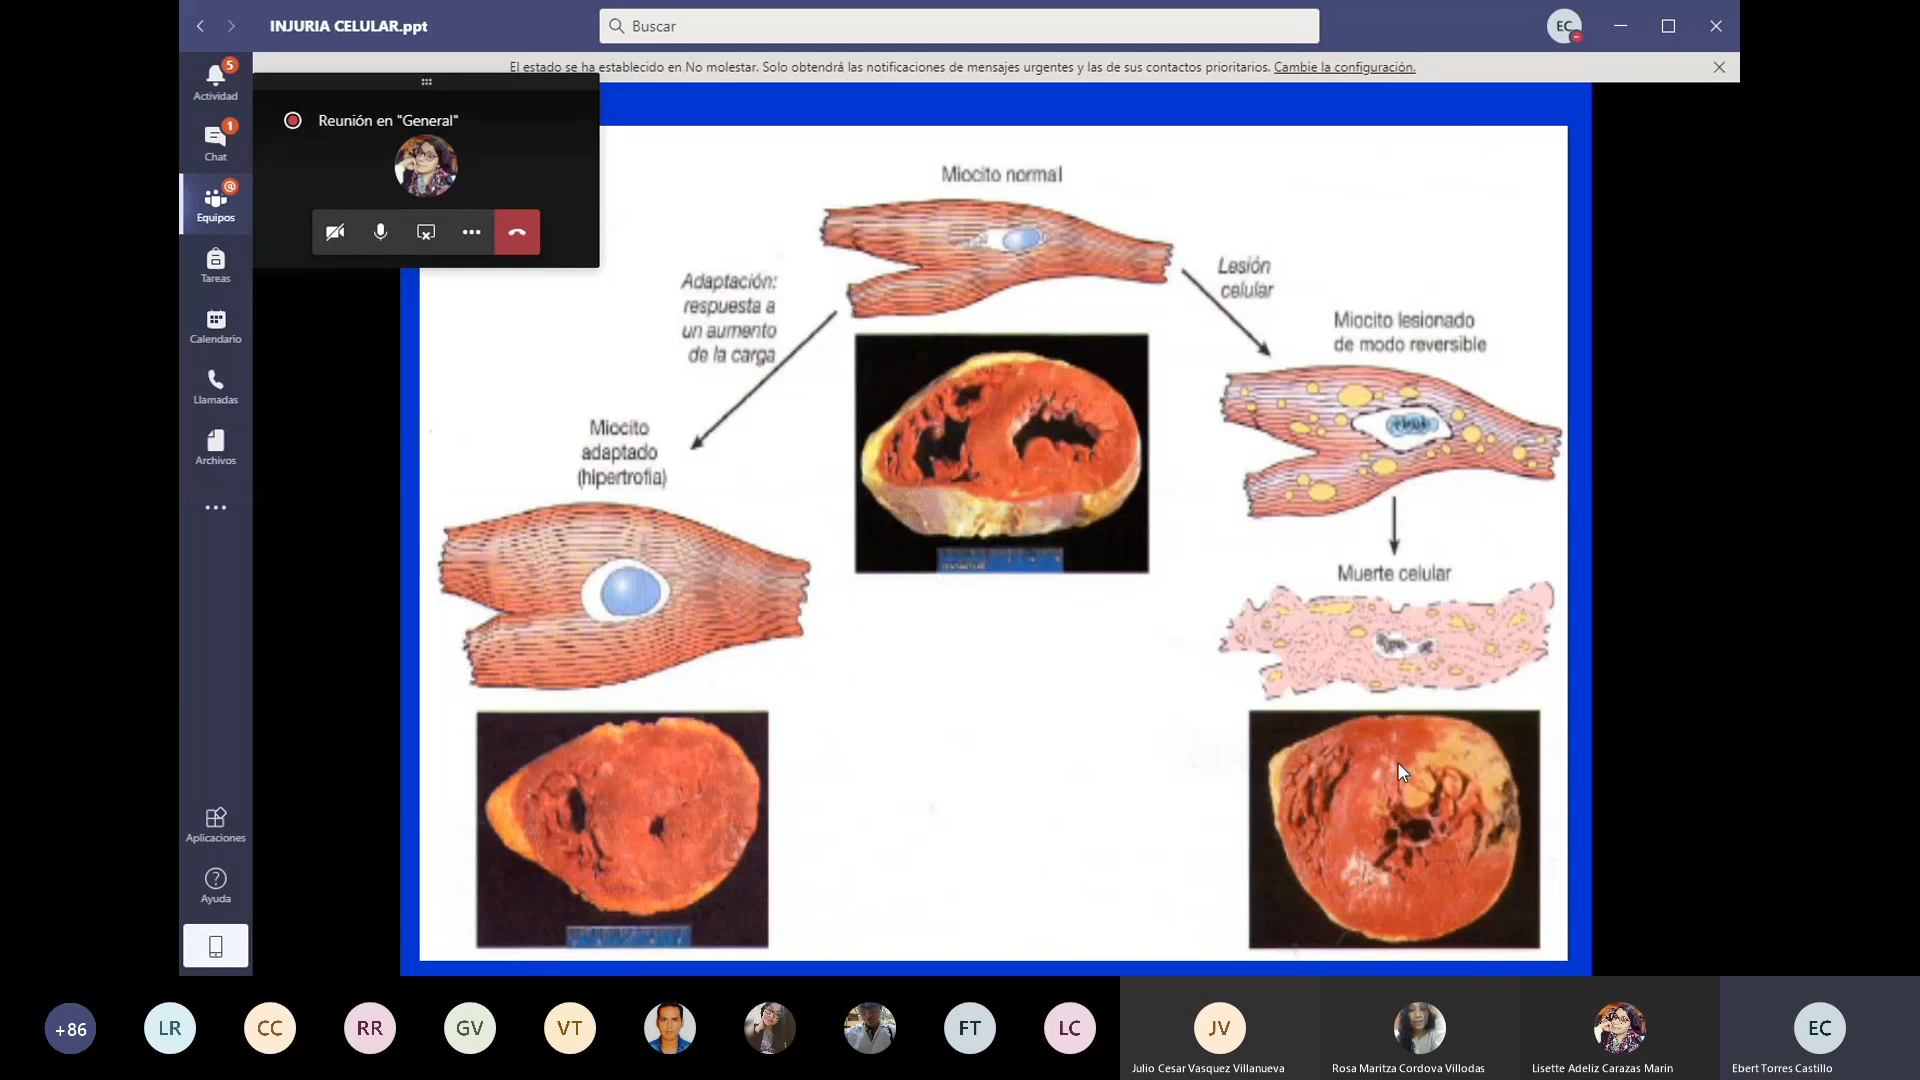 INJURIA CELULAR.ppt
Buscar
EC
El estado se ha establecido en No molestar. Solo obtendrá las notificaciones de mensajes urgentes y las de sus contactos prioritarios. Cambie la configuración.
5
Actividad
1
Chat
@
Equipos
Tareas
Calendario
Llamadas
Archivos
Aplicaciones
Ayuda
Reunión en "General"
Miocito normal
Adaptación:
respuesta a
un aumento
de la carga
Lesión
celular
Miocito lesionado
de modo reversible
Miocito
adaptado
(hipertrofia)
Muerte celular
+86
LR
CC
RR
GV
VT
FT
LC
JV
EC
Julio Cesar Vasquez Villanueva
Rosa Maritza Cordova Villodas
Lisette Adeliz Carazas Marin
Ebert Torres Castillo